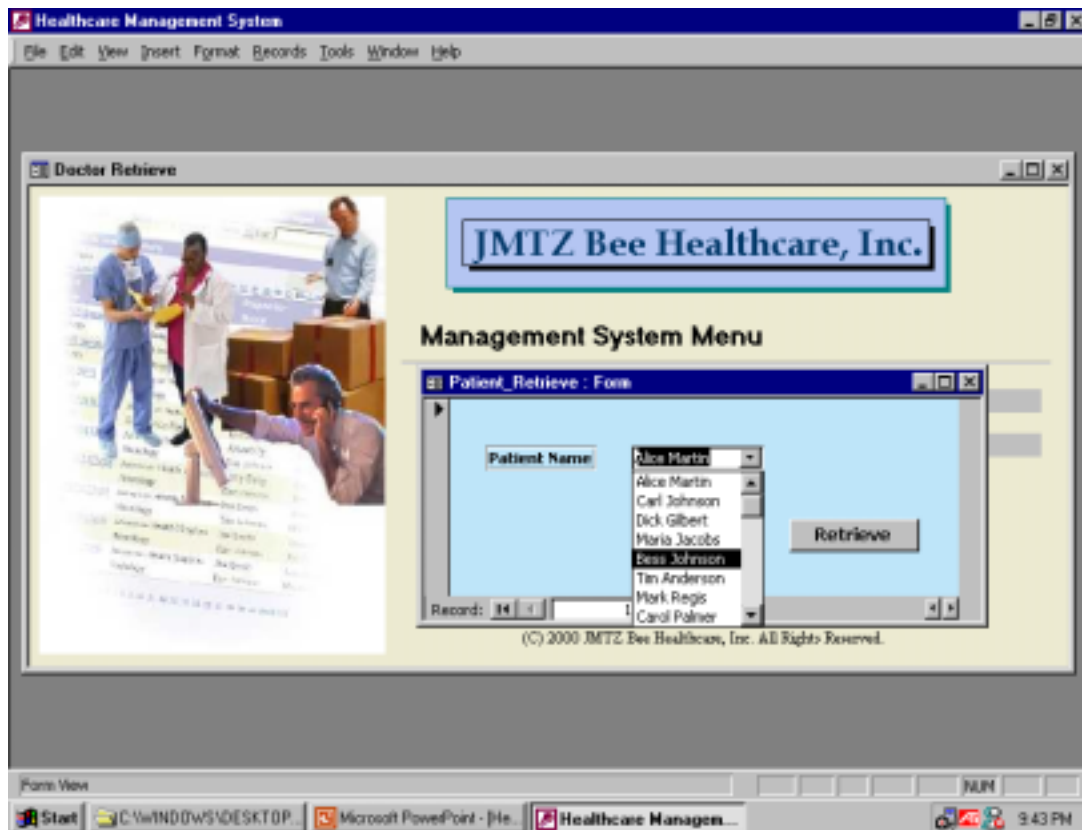 Healthcare Management System
File Edit View Insert Format Records Tools Window Help
Doctor Retrieve
JMTZ Bee Healthcare, Inc.
Management System Menu
Patient_Retrieve : Form
Patient Name
Alice Martin
Alice Martin
Carl Johnson
Dick Gilbert
Maria Jacobs
Bess Johnson
Tim Anderson
Mark Regis
Carol Palmer
Retrieve
Record: 1
(C) 2000 JMTZ Bee Healthcare, Inc. All Rights Reserved.
Form View
NUM
Start C:\WINDOWS\DESKTOP... Microsoft PowerPoint - [He... Healthcare Managem... 9:43 PM